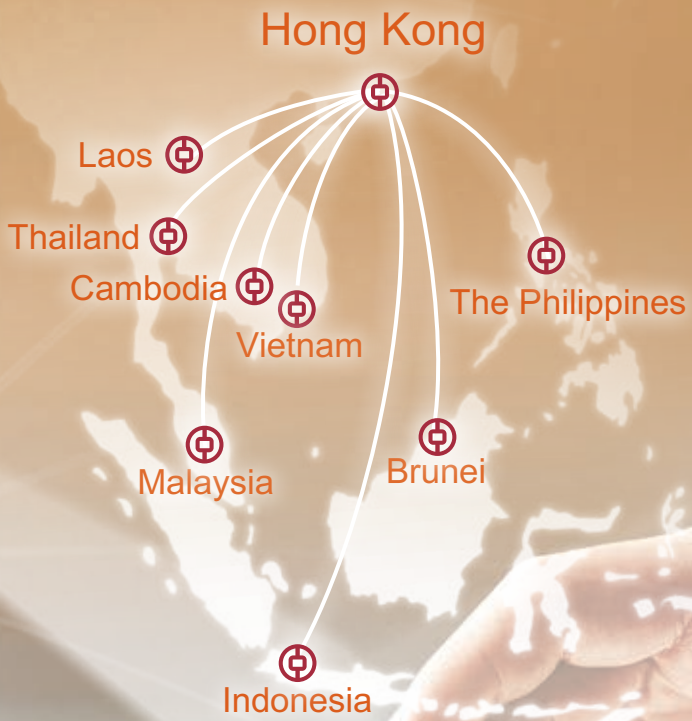 Hong Kong
Laos
Thailand
Cambodia
The Philippines
Vietnam
Brunei
Malaysia
Indonesia